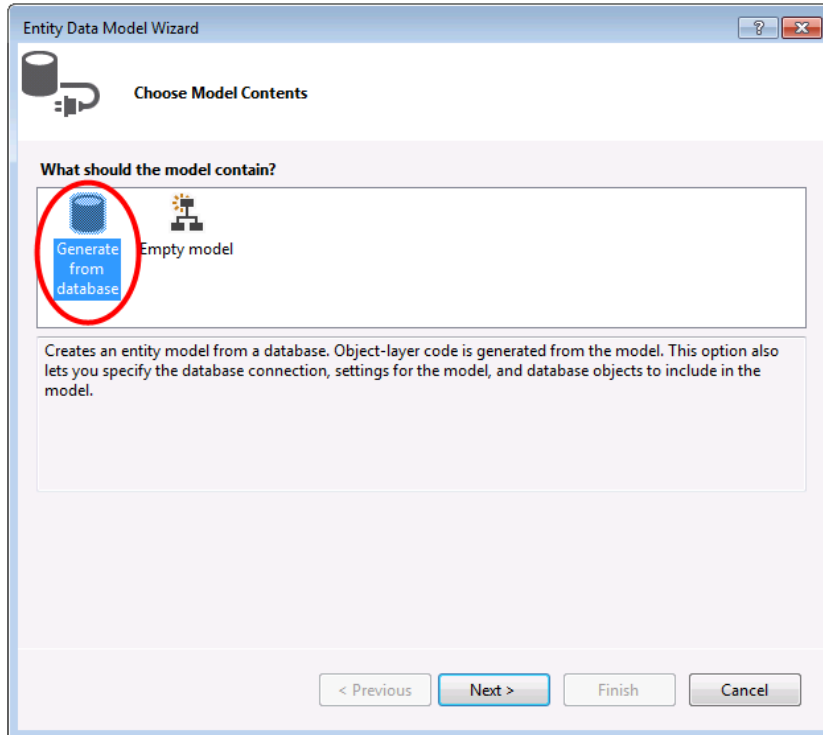 Entity Data Model Wizard
Choose Model Contents
What should the model contain?
Generate
from
database
Empty model
Creates an entity model from a database. Object-layer code is generated from the model. This option also
lets you specify the database connection, settings for the model, and database objects to include in the
model.
< Previous
Next >
Finish
Cancel